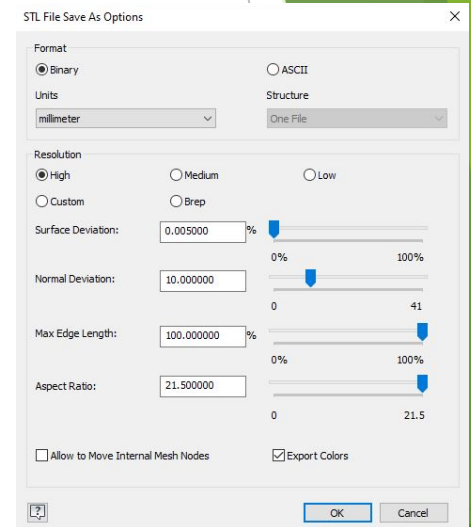 STL File Save As Options
Format
Binary
ASCII
Units
Structure
millimeter
One File
Resolution
High
Medium
Low
Custom
Brep
Surface Deviation:
0.005000
%
0%
100%
Normal Deviation:
10.000000
0
41
Max Edge Length:
100.000000
%
0%
100%
Aspect Ratio:
21.500000
0
21.5
Allow to Move Internal Mesh Nodes
Export Colors
?
OK
Cancel